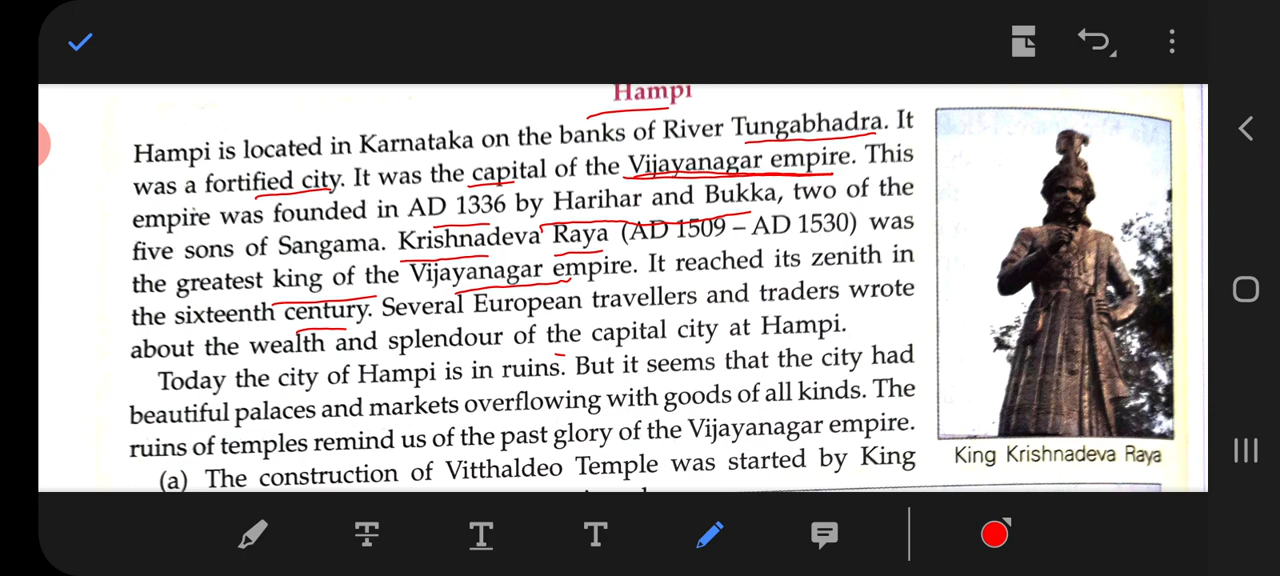 Hampi
Hampi is located in Karnataka on the banks of River Tungabhadra. It
was a fortified city. It was the capital of the Vijayanagar empire. This
empire was founded in AD 1336 by Harihar and Bukka, two of the
five sons of Sangama. Krishnadeva Raya (AD 1509 – AD 1530) was
the greatest king of the Vijayanagar empire. It reached its zenith in
the sixteenth century. Several European travellers and traders wrote
about the wealth and splendour of the capital city at Hampi.
Today the city of Hampi is in ruins. But it seems that the city had
beautiful palaces and markets overflowing with goods of all kinds. The
ruins of temples remind us of the past glory of the Vijayanagar empire.
(a) The construction of Vitthaldeo Temple was started by King
King Krishnadeva Raya